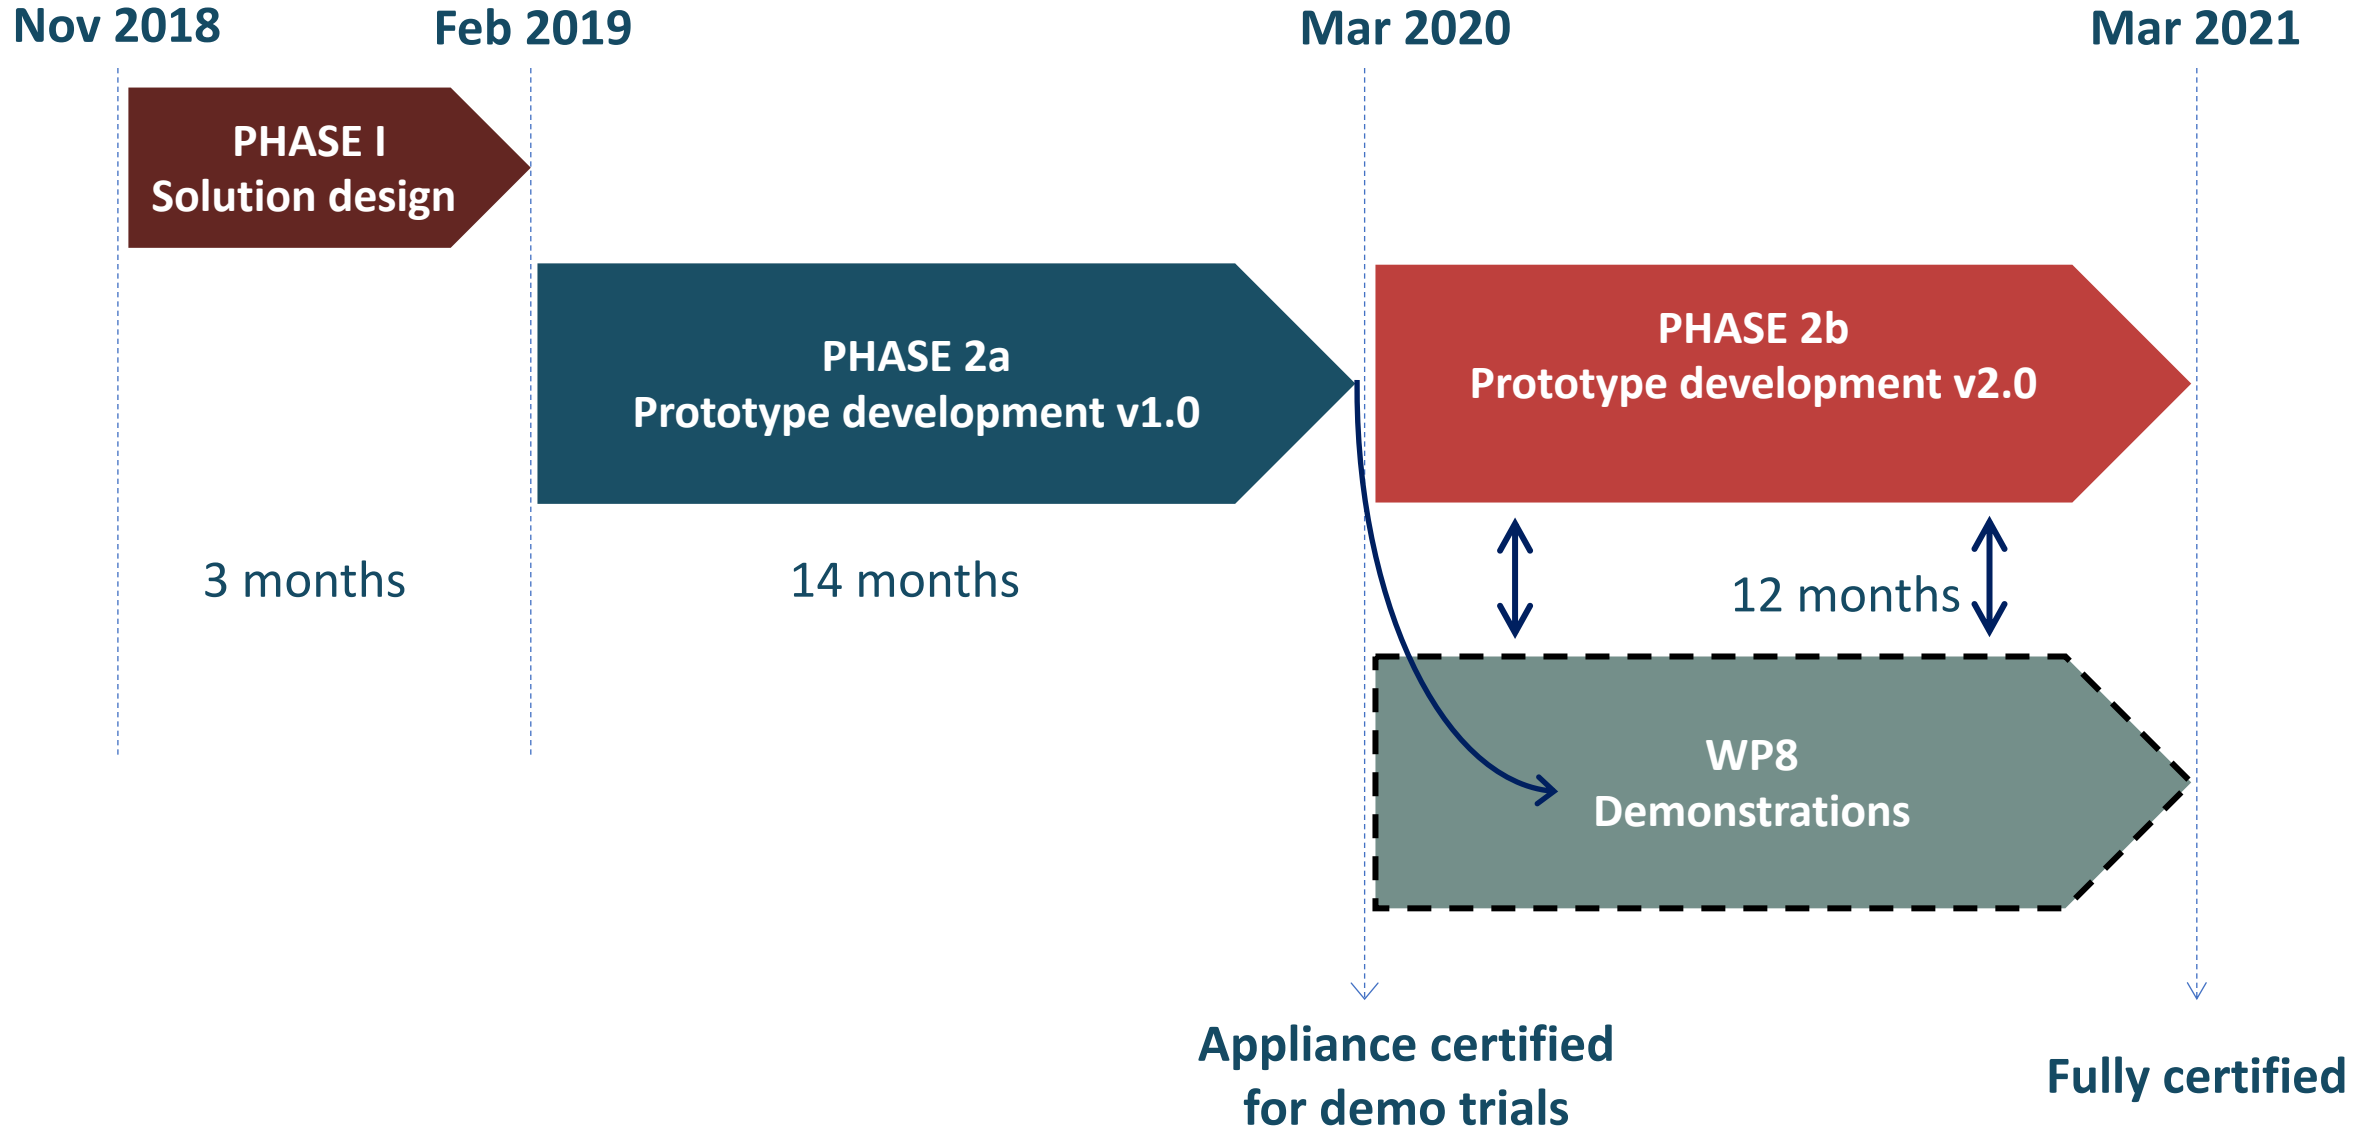 Nov 2018
Feb 2019
Mar 2020
Mar 2021
PHASE I
Solution design
PHASE 2a
Prototype development v1.0
PHASE 2b
Prototype development v2.0
3 months
14 months
12 months
WP8
Demonstrations
Appliance certified
for demo trials
Fully certified